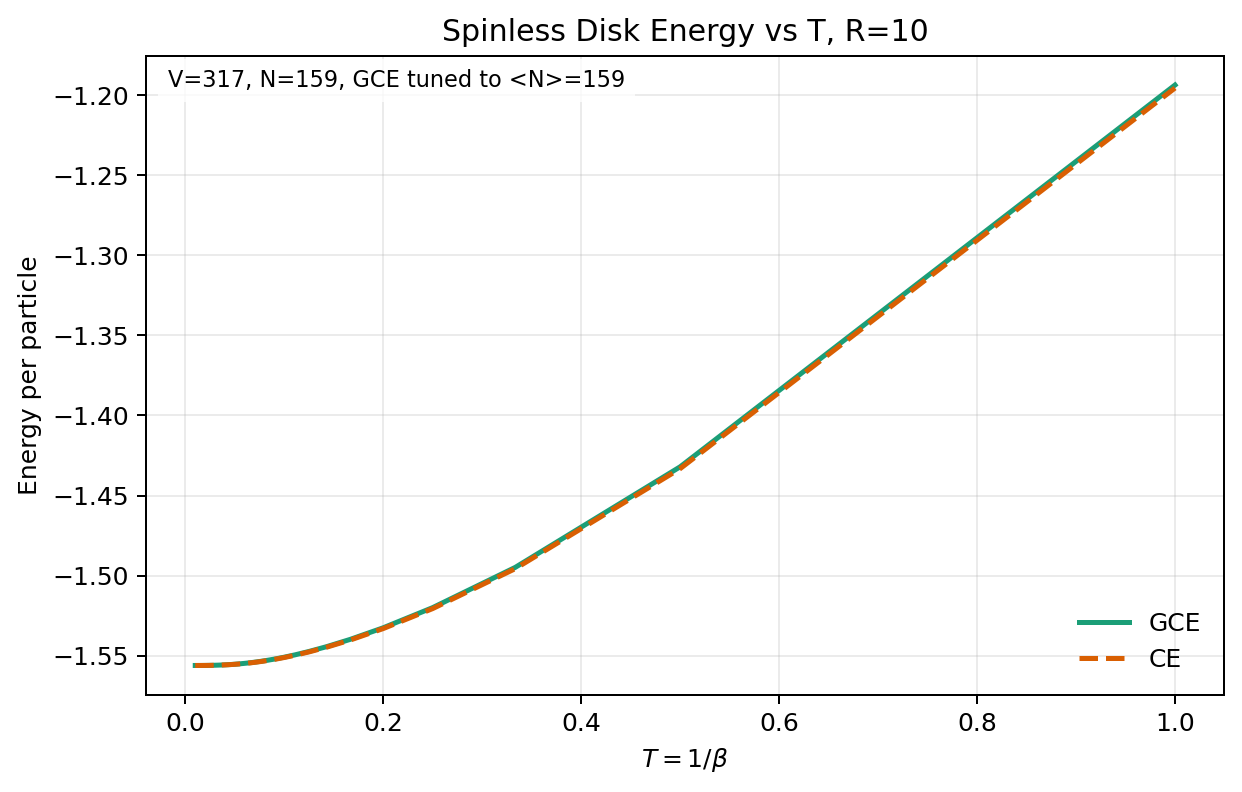 Spinless Disk Energy vs T, R=10
V=317, N=159, GCE tuned to <N>=159
−1.20
−1.25
−1.30
−1.35
−1.40
−1.45
−1.50
−1.55
Energy per particle
GCE
CE
0.0 0.2 0.4 0.6 0.8 1.0
T = 1/β